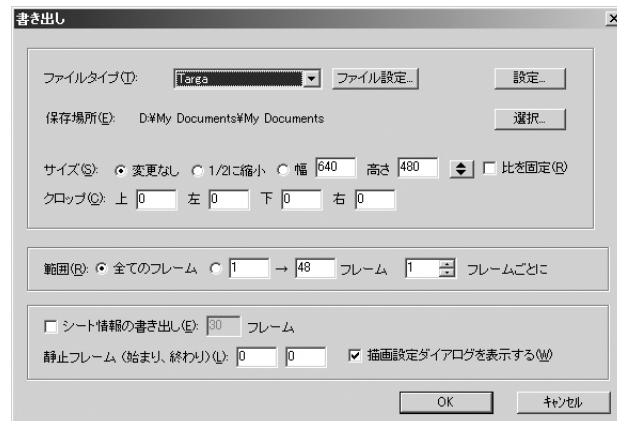 書き出し
ファイルタイプ(T): Targa ファイル設定... 設定...
保存場所(E): D:¥My Documents¥My Documents 選択...
サイズ(S): 変更なし 1/2に縮小 幅 640 高さ 480 比を固定(R)
クロップ(C): 上 0 左 0 下 0 右 0
範囲(R): 全てのフレーム 1 → 48 フレーム 1 フレームごとに
シート情報の書き出し(E): 30 フレーム
静止フレーム (始まり、終わり)(L): 0 0 描画設定ダイアログを表示する(W)
OK キャンセル